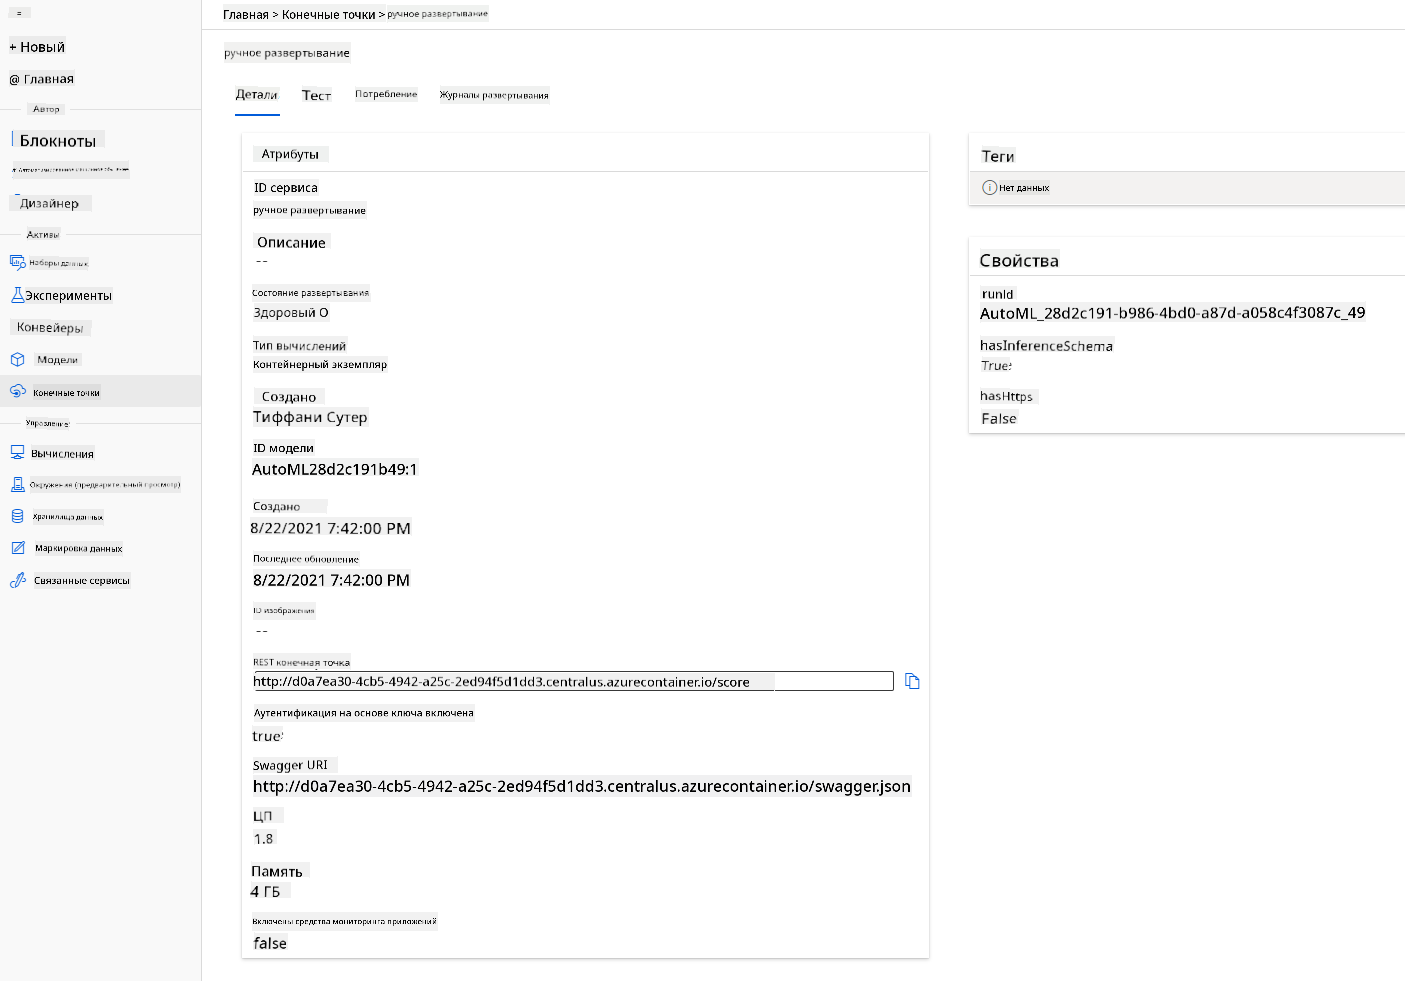 Главная > Конечные точки > ручное развертывание
+ Новый
@ Главная
Автор
Блокноты
Дизайнер
Активы
Наборы данных
Эксперименты
Конвейеры
Модели
Конечные точки
Управление
Вычисления
Окружения (предварительный просмотр)
Хранилища данных
Маркировка данных
Связанные сервисы
ручное развертывание
Детали
Тест
Потребление
Журналы развертывания
Атрибуты
ID сервиса
ручное развертывание
Описание
--
Состояние развертывания
Здоровый О
Тип вычислений
Контейнерный экземпляр
Создано
Тиффани Сутер
ID модели
AutoML28d2c191b49:1
Создано
8/22/2021 7:42:00 PM
Последнее обновление
8/22/2021 7:42:00 PM
ID изображения
--
REST конечная точка
http://d0a7ea30-4cb5-4942-a25c-2ed94f5d1dd3.centralus.azurecontainer.io/score
Аутентификация на основе ключа включена
true
Swagger URI
http://d0a7ea30-4cb5-4942-a25c-2ed94f5d1dd3.centralus.azurecontainer.io/swagger.json
ЦП
1.8
Память
4 ГБ
Включены средства мониторинга приложений
false
Теги
Нет данных
Свойства
runId
AutoML_28d2c191-b986-4bd0-a87d-a058c4f3087c_49
hasInferenceSchema
True
hasHttps
False